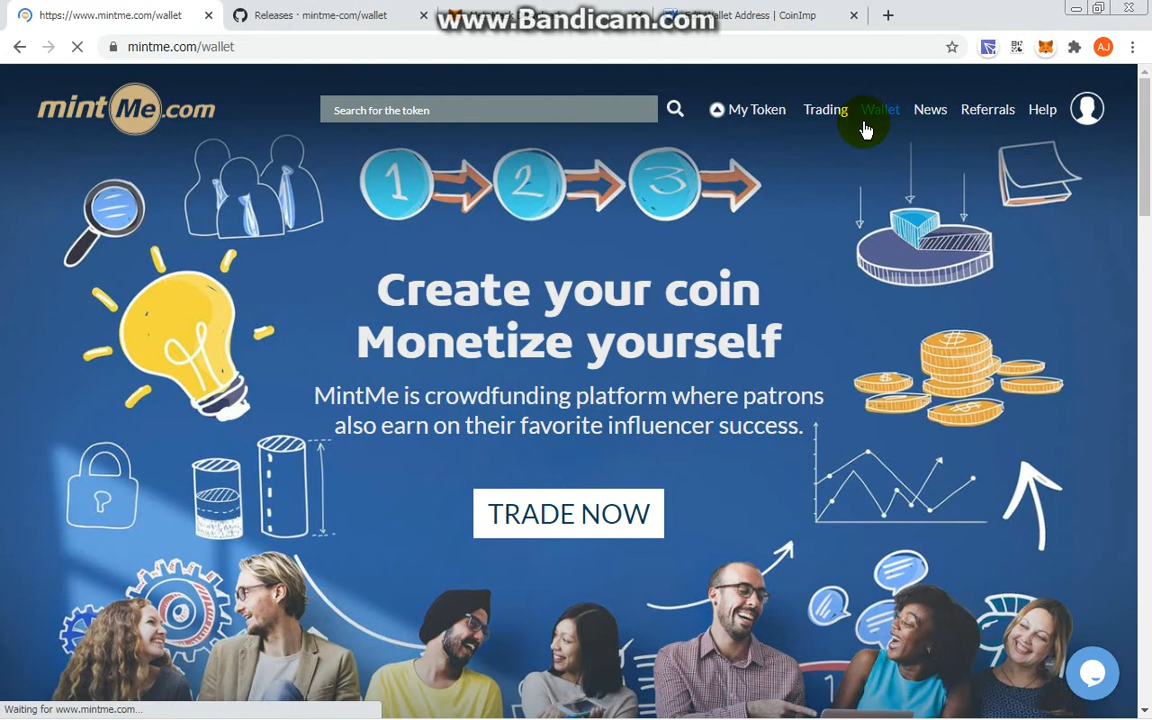 www.Bandicam.com
https://www.mintme.com/wallet
Releases · mintme-com/wallet
Wallet Address | CoinImp
mintme.com/wallet
AJ
mintMe.com
Search for the token
My Token
Trading
Wallet
News
Referrals
Help
1 2 3
Create your coin
Monetize yourself
MintMe is crowdfunding platform where patrons
also earn on their favorite influencer success.
TRADE NOW
Waiting for www.mintme.com...